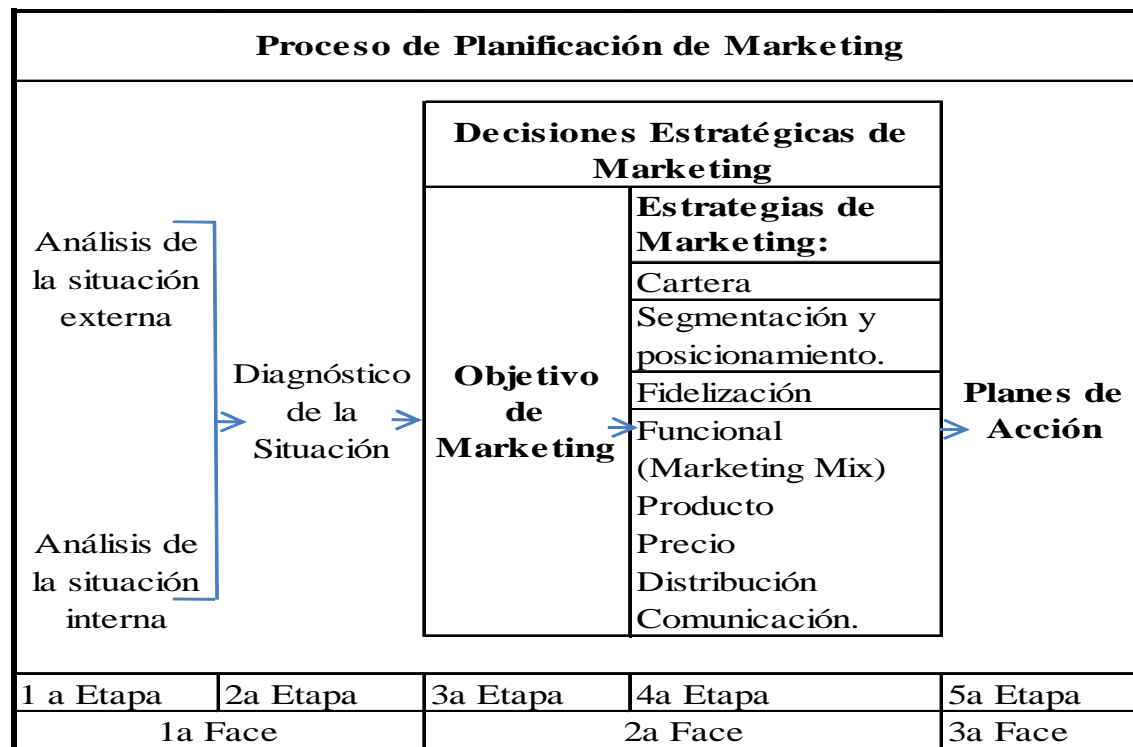 Proceso de Planificación de Marketing
Decisiones Estratégicas de
Marketing
Análisis de
la situación
externa
Análisis de
la situación
interna
Diagnóstico
de la
Situación
Objetivo
de
Marketing
Estrategias de
Marketing:
Cartera
Segmentación y
posicionamiento.
Fidelización
Funcional
(Marketing Mix)
Producto
Precio
Distribución
Comunicación.
Planes de
Acción
1 a Etapa
2a Etapa
3a Etapa
4a Etapa
5a Etapa
1a Face
2a Face
3a Face